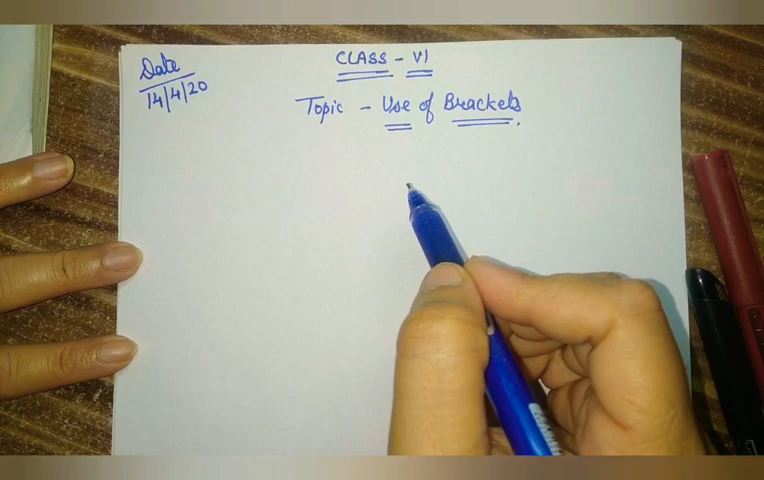 Date
14/4/20
CLASS - VI
Topic - Use of Brackets.